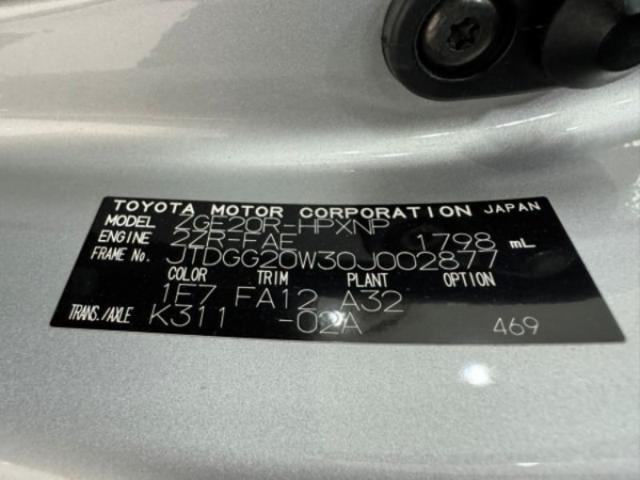 TOYOTA MOTOR CORPORATION JAPAN
MODEL ZGE20R-HPXNP
ENGINE 2ZR-FAE 1798 mL
FRAME No. JTDGG20W30J002877
COLOR TRIM PLANT OPTION
1E7 FA12 A32
TRANS./AXLE K311 -02A 469